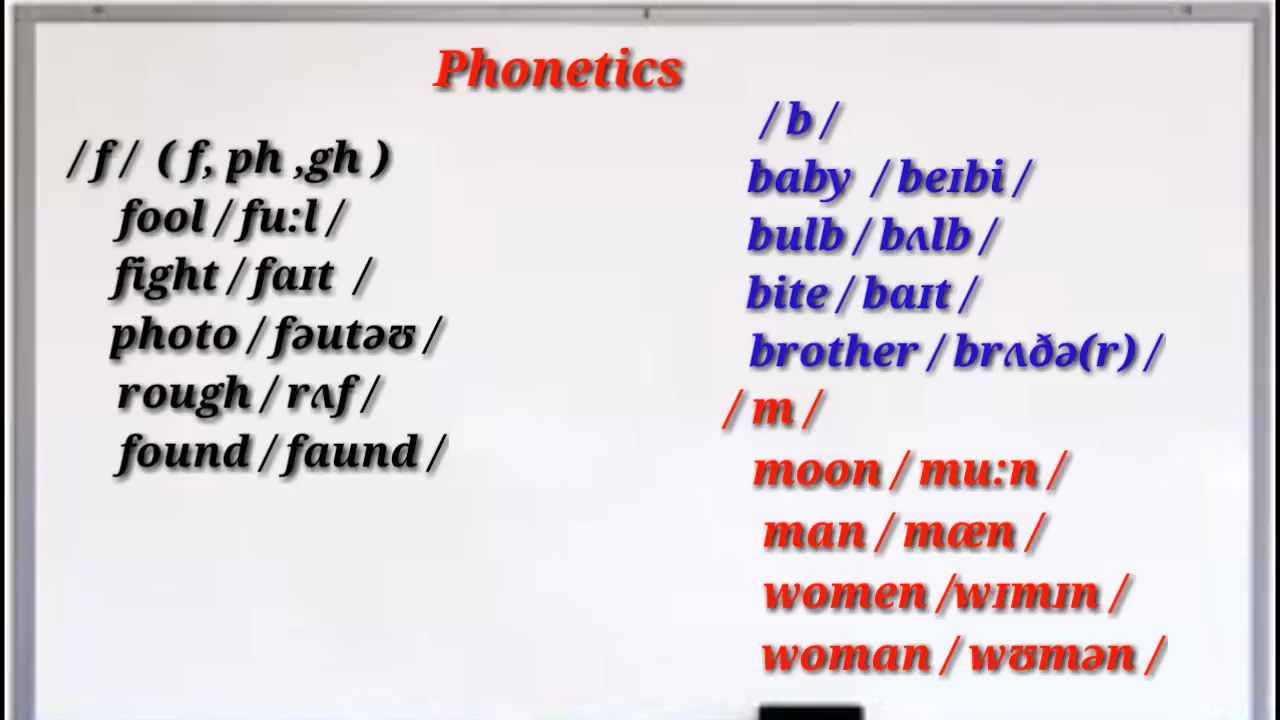 Phonetics
/ f / ( f, ph ,gh )
fool / fu:l /
fight / faɪt /
photo / fəutəʊ /
rough / rʌf /
found / faund /
/ b /
baby / beɪbi /
bulb / bʌlb /
bite / baɪt /
brother / brʌðə(r) /
/ m /
moon / mu:n /
man / mæn /
women /wɪmɪn /
woman / wʊmən /